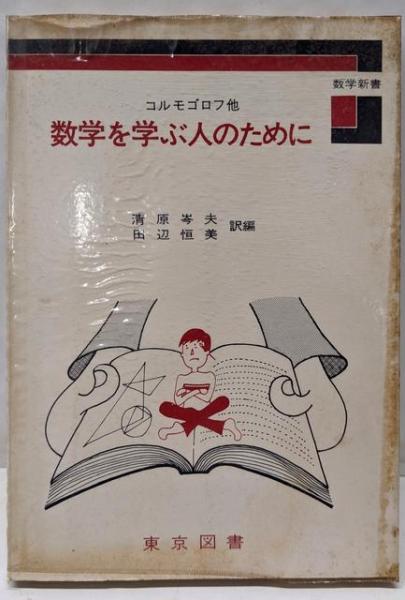 数学新書
コルモゴロフ他
数学を学ぶ人のために
清原岑夫
田辺恒美
訳編
東京図書